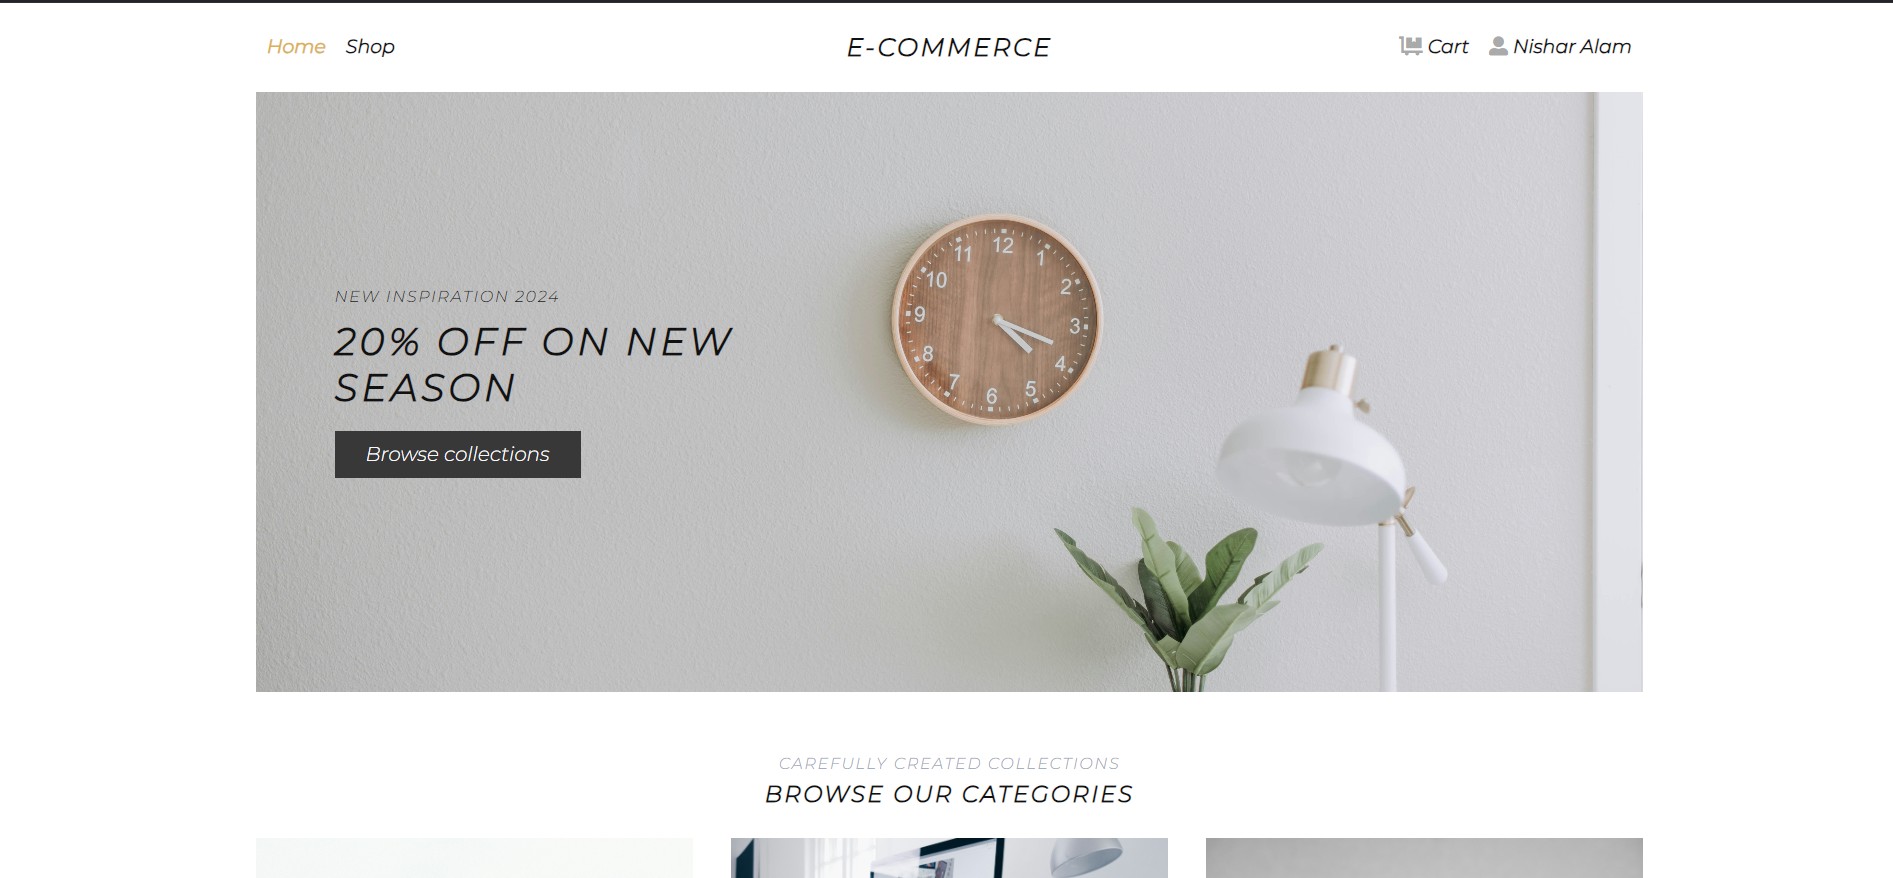 Home Shop E-COMMERCE Cart Nishar Alam
12
11 1
10 2
9 3
8 4
7 5
6
NEW INSPIRATION 2024
20% OFF ON NEW
SEASON
Browse collections
CAREFULLY CREATED COLLECTIONS
BROWSE OUR CATEGORIES